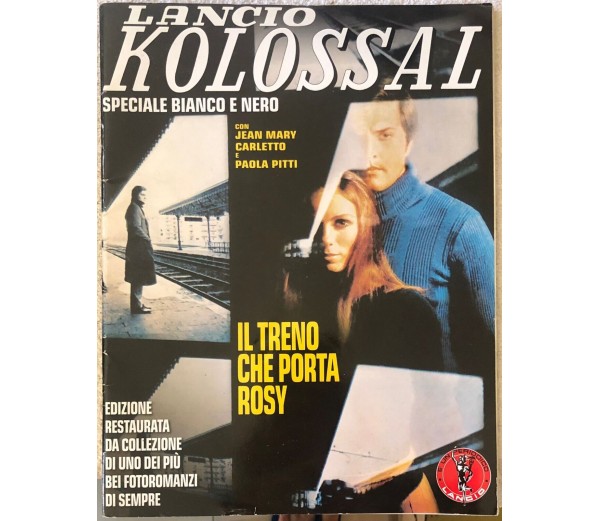 LANCIO
KOLOSSAL
SPECIALE BIANCO E NERO
CON
JEAN MARY
CARLETTO
E
PAOLA PITTI
IL TRENO
CHE PORTA
ROSY
EDIZIONE
RESTAURATA
DA COLLEZIONE
DI UNO DEI PIÙ
BEI FOTOROMANZI
DI SEMPRE
LANCIO